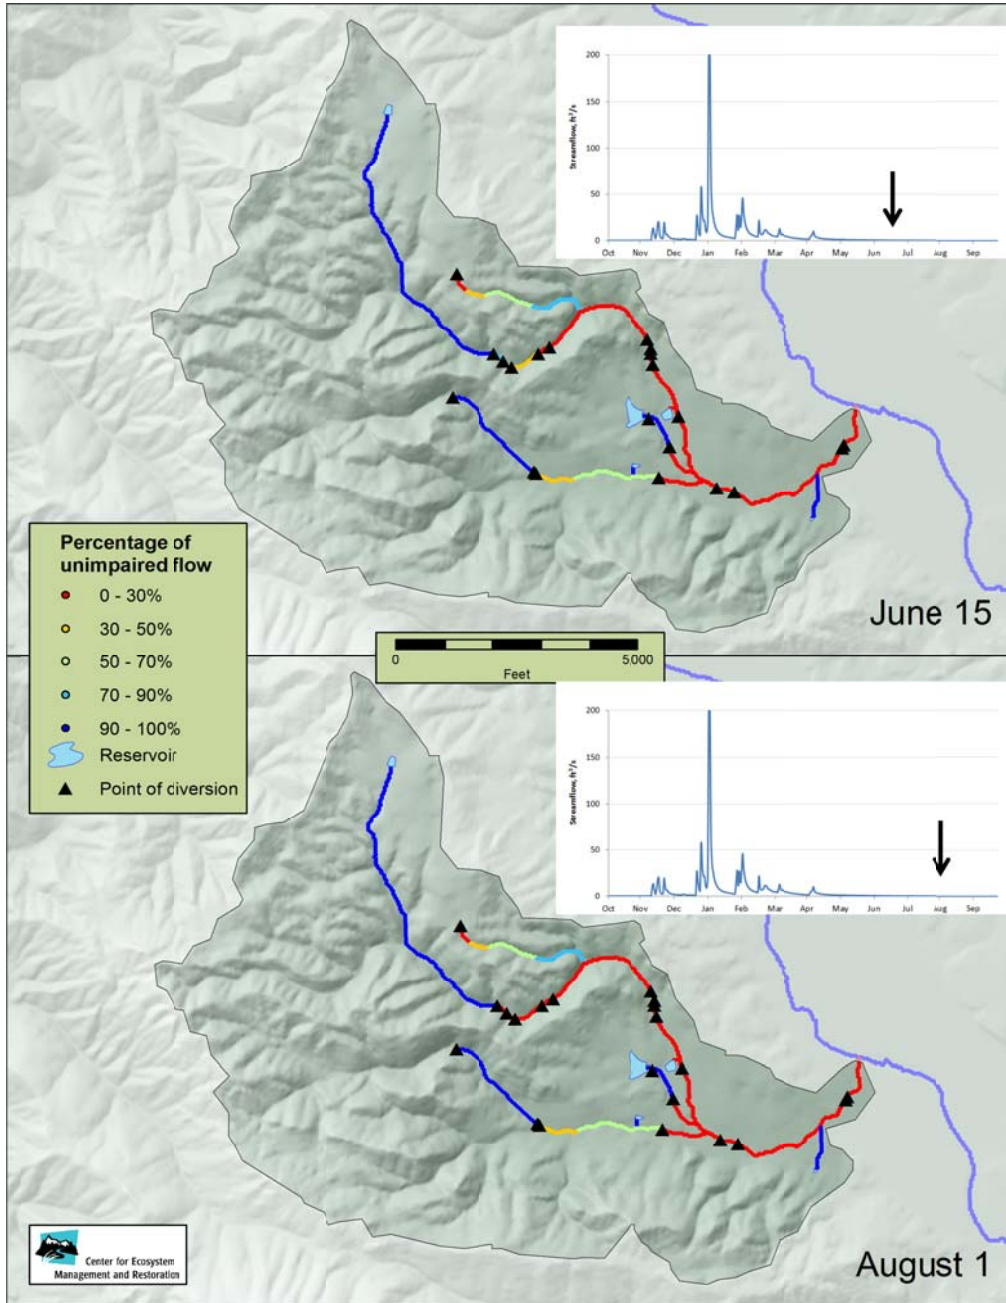 200
150
100
50
0
Streamflow, ft³/s
Oct Nov Dec Jan Feb Mar Apr May Jun Jul Aug Sep
Percentage of
unimpaired flow
0 - 30%
30 - 50%
50 - 70%
70 - 90%
90 - 100%
Reservoir
Point of diversion
June 15
0 5,000
Feet
200
150
100
50
0
Streamflow, ft³/s
Oct Nov Dec Jan Feb Mar Apr May Jun Jul Aug Sep
Center for Ecosystem
Management and Restoration
August 1